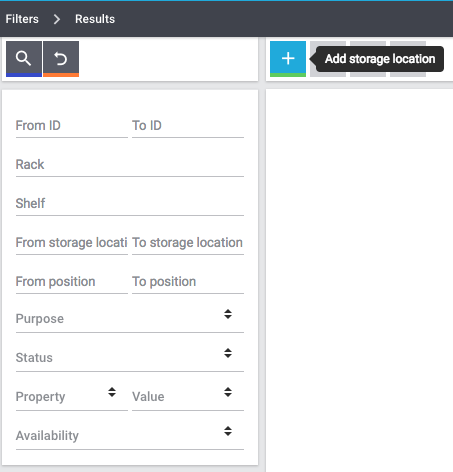 Filters Results
Add storage location
From ID To ID
Rack
Shelf
From storage locati To storage location
From position To position
Purpose
Status
Property Value
Availability